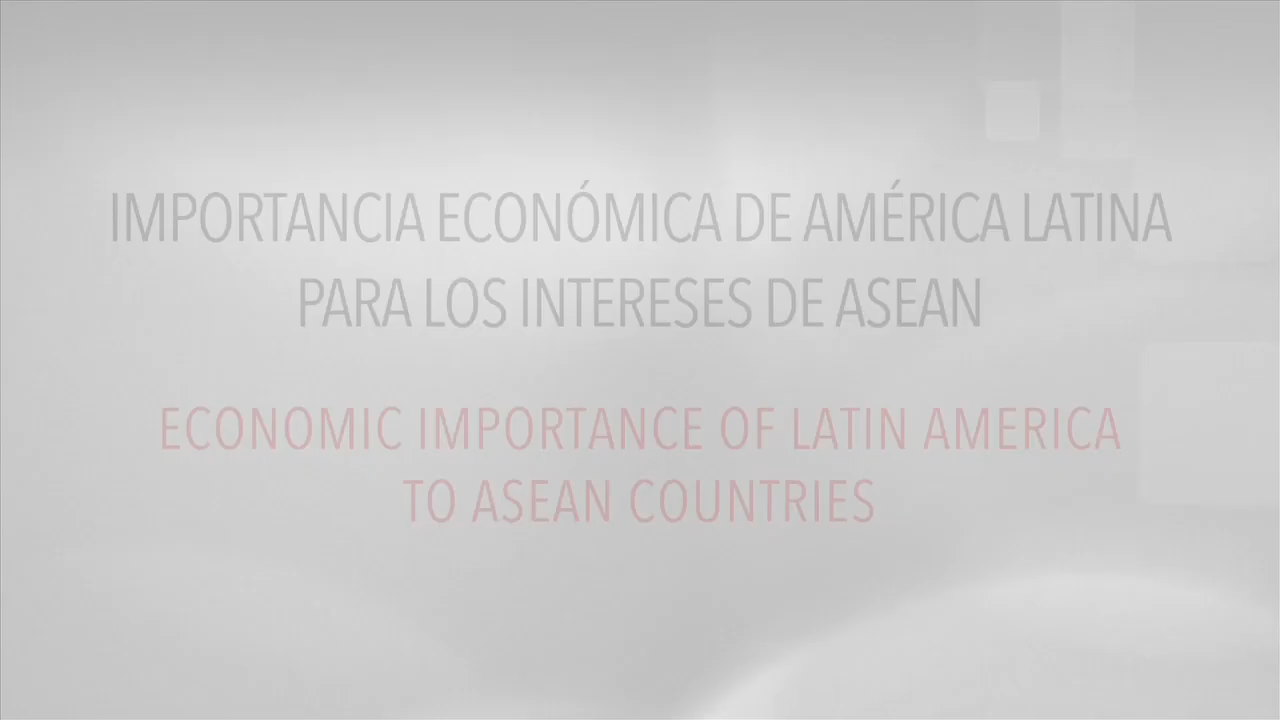 IMPORTANCIA ECONÓMICA DE AMÉRICA LATINA
PARA LOS INTERESES DE ASEAN
ECONOMIC IMPORTANCE OF LATIN AMERICA
TO ASEAN COUNTRIES